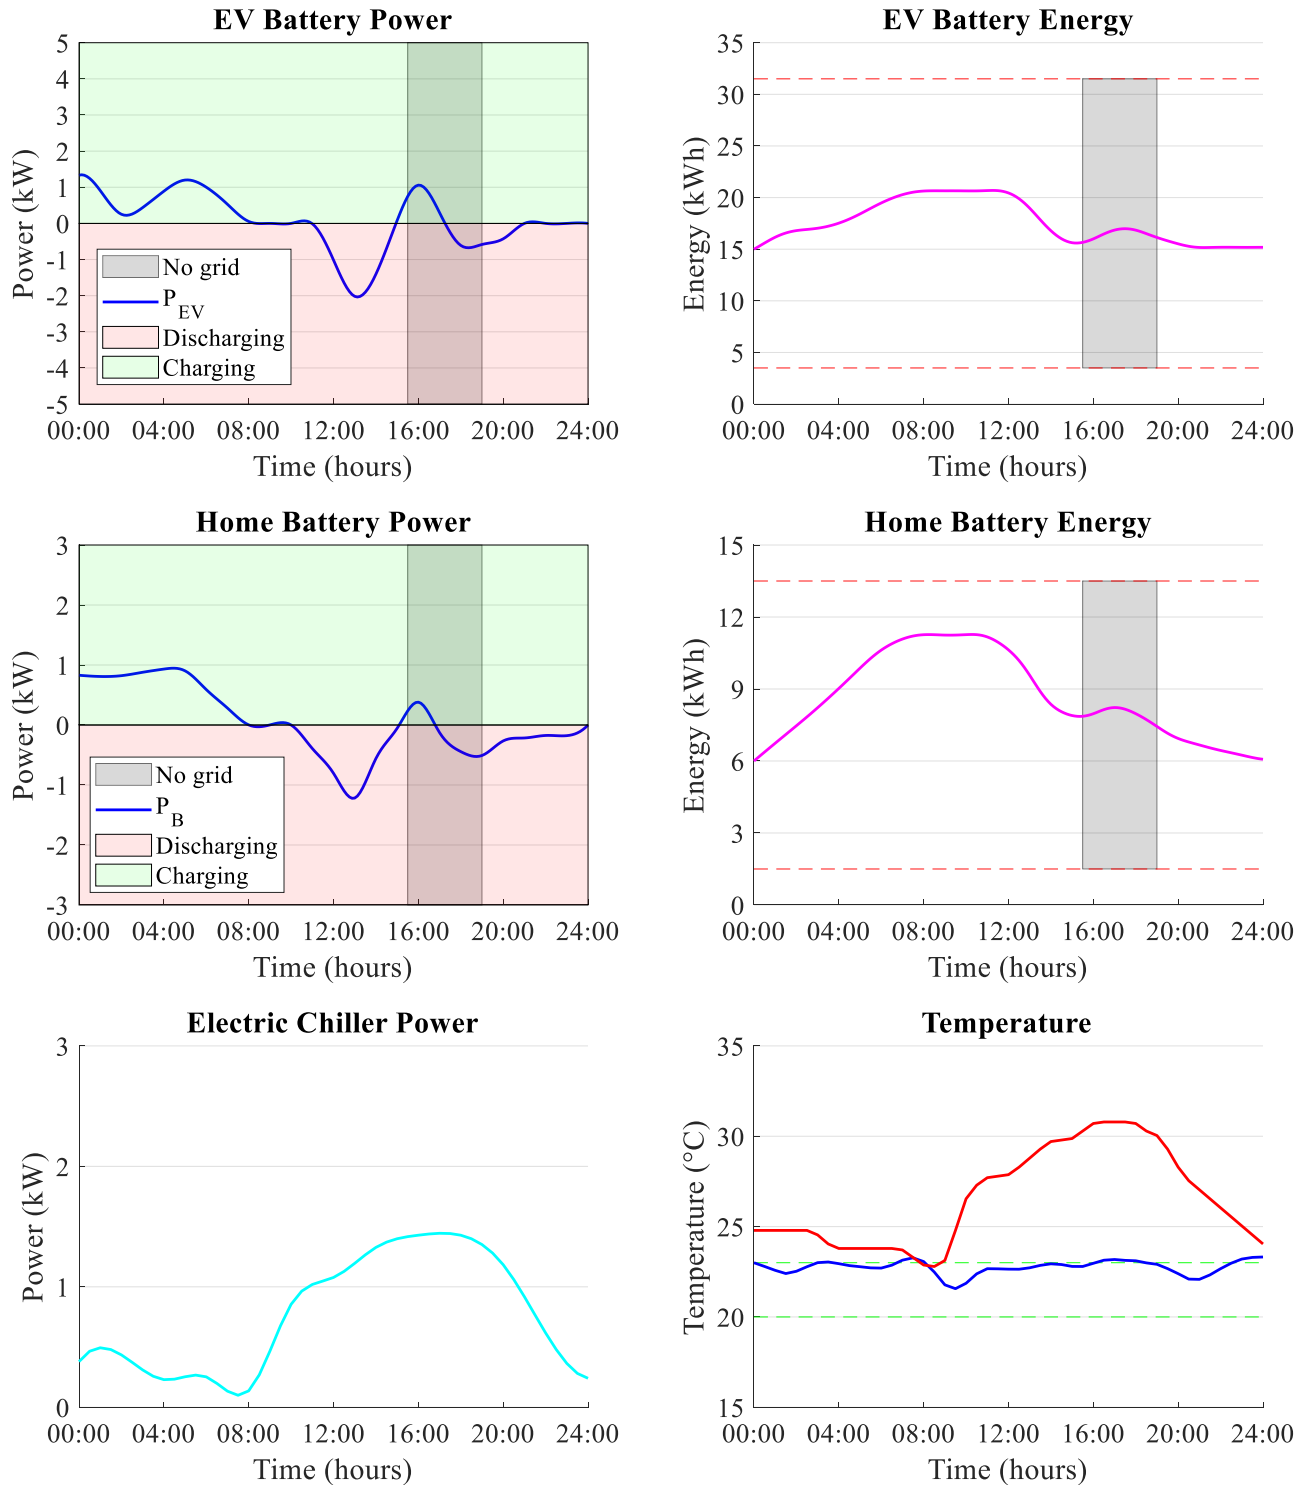 EV Battery Power
5
4
3
2
1
0
-1
-2
-3
-4
-5
Power (kW)
No grid
P_EV
Discharging
Charging
00:00 04:00 08:00 12:00 16:00 20:00 24:00
Time (hours)
EV Battery Energy
35
30
25
20
15
10
5
0
Energy (kWh)
00:00 04:00 08:00 12:00 16:00 20:00 24:00
Time (hours)
Home Battery Power
3
2
1
0
-1
-2
-3
Power (kW)
No grid
P_B
Discharging
Charging
00:00 04:00 08:00 12:00 16:00 20:00 24:00
Time (hours)
Home Battery Energy
15
12
9
6
3
0
Energy (kWh)
00:00 04:00 08:00 12:00 16:00 20:00 24:00
Time (hours)
Electric Chiller Power
3
2
1
0
Power (kW)
00:00 04:00 08:00 12:00 16:00 20:00 24:00
Time (hours)
Temperature
35
30
25
20
15
Temperature (°C)
00:00 04:00 08:00 12:00 16:00 20:00 24:00
Time (hours)